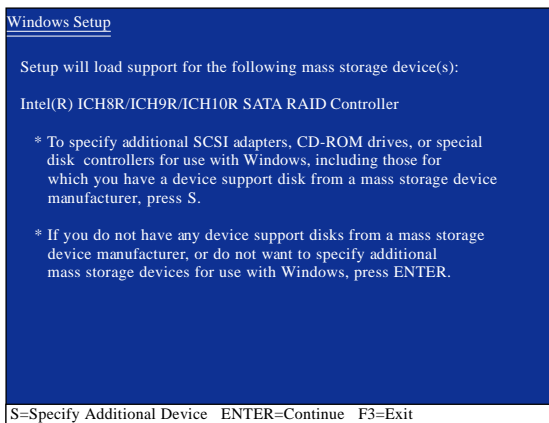 Windows Setup
Setup will load support for the following mass storage device(s):
Intel(R) ICH8R/ICH9R/ICH10R SATA RAID Controller
* To specify additional SCSI adapters, CD-ROM drives, or special
disk controllers for use with Windows, including those for
which you have a device support disk from a mass storage device
manufacturer, press S.
* If you do not have any device support disks from a mass storage
device manufacturer, or do not want to specify additional
mass storage devices for use with Windows, press ENTER.
S=Specify Additional Device ENTER=Continue F3=Exit